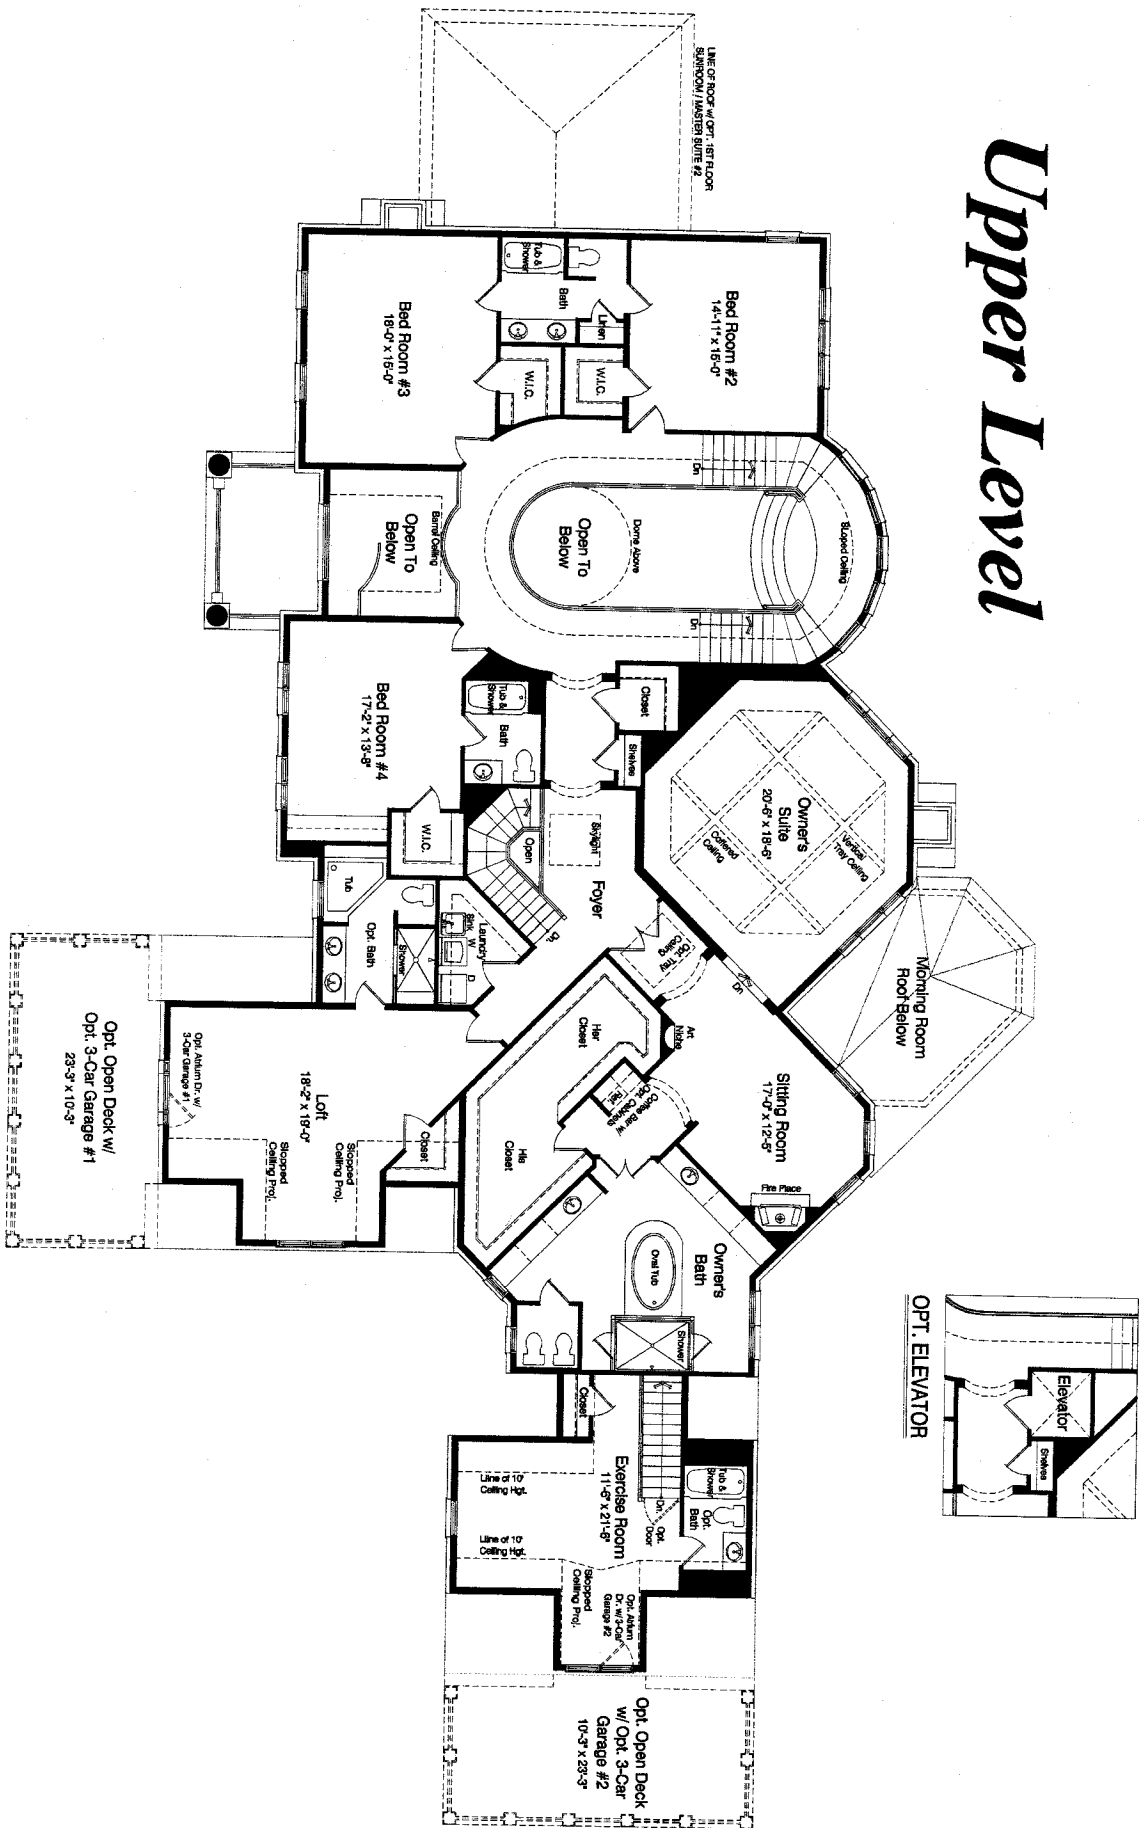 Upper Level
LINE OF ROOF w/ OPT. 1ST FLOOR
SUNROOM / MASTER SUITE #2
Bed Room #2
14'-11" x 15'-0"
Tub &
Shower
Bath
Linen
W.I.C.
W.I.C.
Bed Room #3
18'-0" x 15'-0"
Dn
Sloped Ceiling
Dome Above
Open To
Below
Dn
Barrel Ceiling
Open To
Below
Closet
Shelves
Tub &
Shower
Bath
Bed Room #4
17'-2" x 13'-8"
W.I.C.
Owner's
Suite
20'-6" x 18'-6"
Vertical
Tray Ceiling
Coffered
Ceiling
Skylight
Foyer
Open
Dn
Morning Room
Roof Below
Opt. Tray
Ceiling
Dn
Laundry
Sink
W
D
Tub
Opt. Bath
Shower
Art
Niche
Her
Closet
His
Closet
Ref.
Coffee Bar w/
Opt. Cabinets
Sitting Room
17'-0" x 12'-5"
Fire Place
Loft
18'-2" x 19'-0"
Closet
Slopped
Ceiling Proj.
Slopped
Ceiling Proj.
Opt. Atrium Dr. w/
3-Car Garage #1
Opt. Open Deck w/
Opt. 3-Car Garage #1
23'-3" x 10'-3"
Owner's
Bath
Oval Tub
Shower
OPT. ELEVATOR
Elevator
Shelves
Closet
Exercise Room
11'-6" x 21'-6"
Line of 10'
Ceiling Hgt.
Line of 10'
Ceiling Hgt.
Dn.
Opt.
Door
Tub &
Shower
Opt.
Bath
Slopped
Ceiling Proj.
Opt. Atrium
Dr. w/3-Car
Garage #2
Opt. Open Deck
w/ Opt. 3-Car
Garage #2
10'-3" x 23'-3"